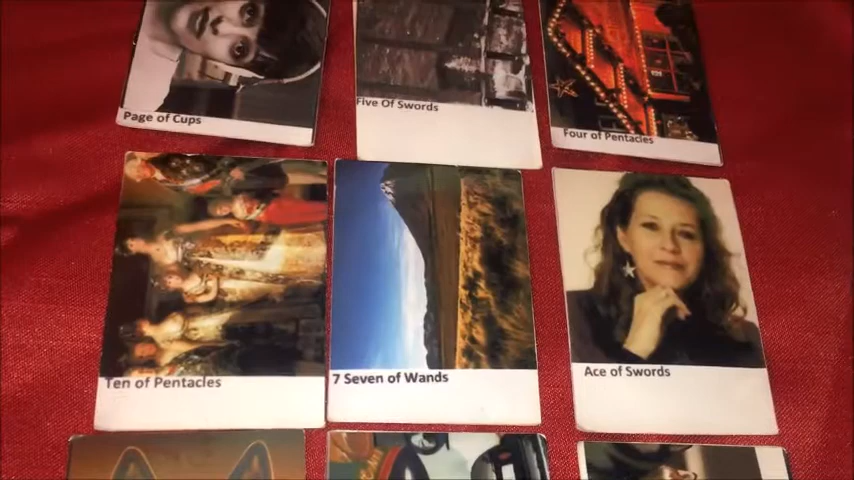 Page of Cups
Five Of Swords
Four of Pentacles
Ten of Pentacles
7 Seven of Wands
Ace of Swords